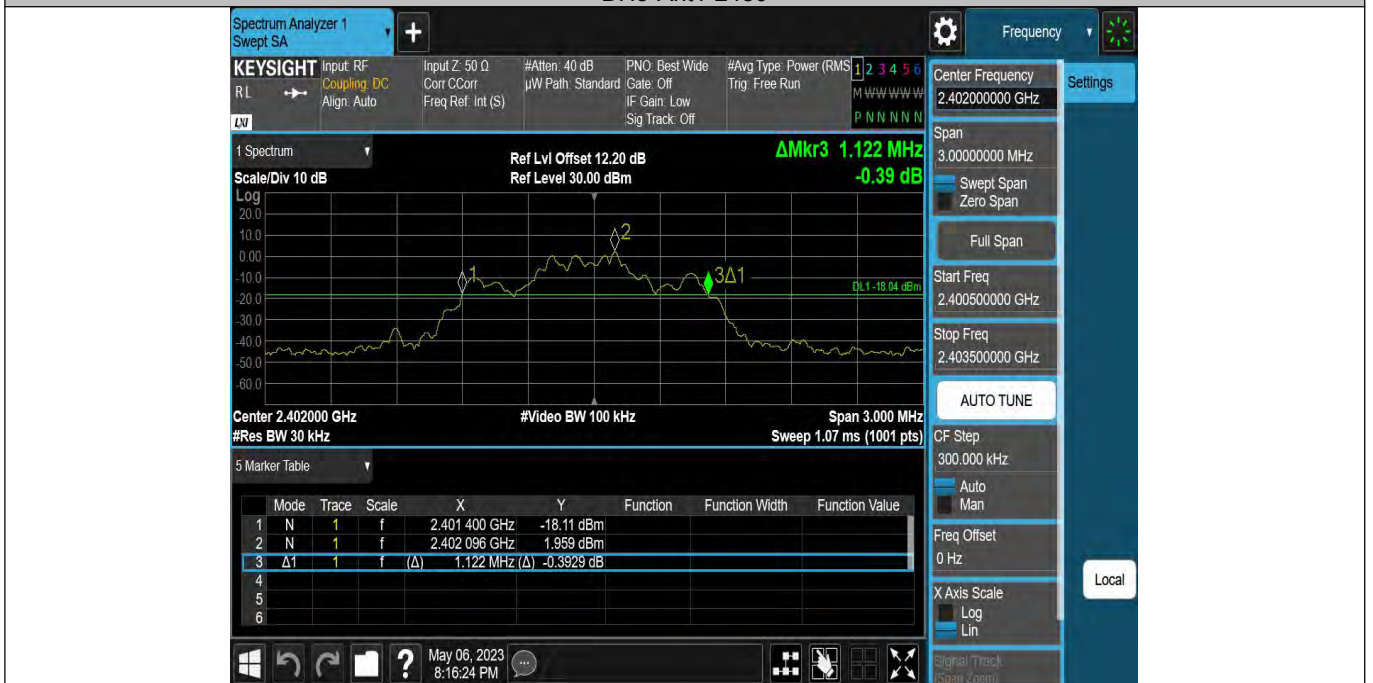 Spectrum Analyzer 1
Swept SA
+
Frequency
KEYSIGHT
RL
LXI
Input: RF
Coupling: DC
Align: Auto
Input Z: 50 Ω
Corr CCorr
Freq Ref: Int (S)
#Atten: 40 dB
µW Path: Standard
PNO: Best Wide
Gate: Off
IF Gain: Low
Sig Track: Off
#Avg Type: Power (RMS
Trig: Free Run
1 2 3 4 5 6
M W W W W W
P N N N N N
1 Spectrum
Scale/Div 10 dB
Ref Lvl Offset 12.20 dB
Ref Level 30.00 dBm
ΔMkr3 1.122 MHz
-0.39 dB
Log
20.0
10.0
0.00
-10.0
-20.0
-30.0
-40.0
-50.0
-60.0
1
2
3Δ1
DL1 -18.04 dBm
Center 2.402000 GHz
#Video BW 100 kHz
Span 3.000 MHz
#Res BW 30 kHz
Sweep 1.07 ms (1001 pts)
5 Marker Table
Mode Trace Scale X Y Function Function Width Function Value
1 N 1 f 2.401 400 GHz -18.11 dBm
2 N 1 f 2.402 096 GHz 1.959 dBm
3 Δ1 1 f (Δ) 1.122 MHz (Δ) -0.3929 dB
4
5
6
May 06, 2023
8:16:24 PM
Center Frequency
2.402000000 GHz
Settings
Span
3.00000000 MHz
Swept Span
Zero Span
Full Span
Start Freq
2.400500000 GHz
Stop Freq
2.403500000 GHz
AUTO TUNE
CF Step
300.000 kHz
Auto
Man
Freq Offset
0 Hz
X Axis Scale
Log
Lin
Local
Signal Track
(Span Zoom)